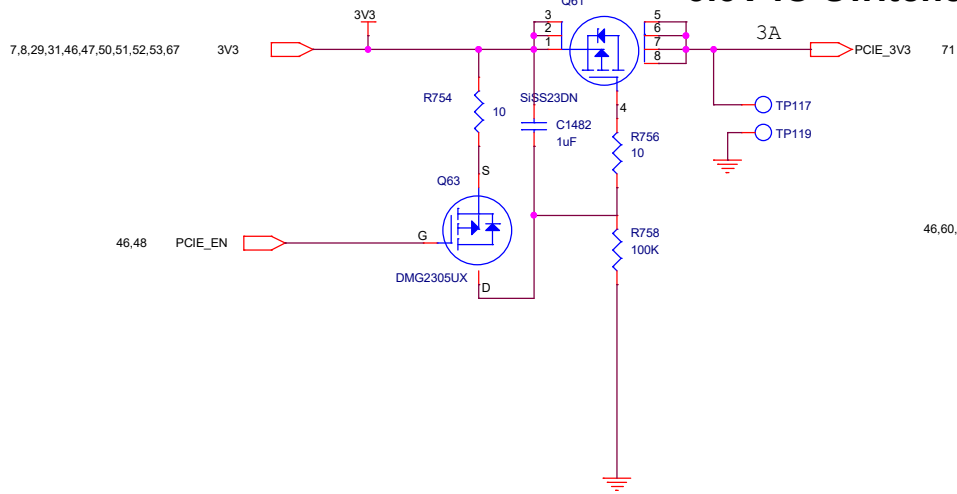 Q61
3V3
3
2
1
5
6
7
8
3A
7,8,29,31,46,47,50,51,52,53,67
3V3
PCIE_3V3
71
R754
10
SiSS23DN
4
TP117
C1482
1uF
R756
10
TP119
Q63
S
46,48
PCIE_EN
G
R758
100K
46,60,
DMG2305UX
D